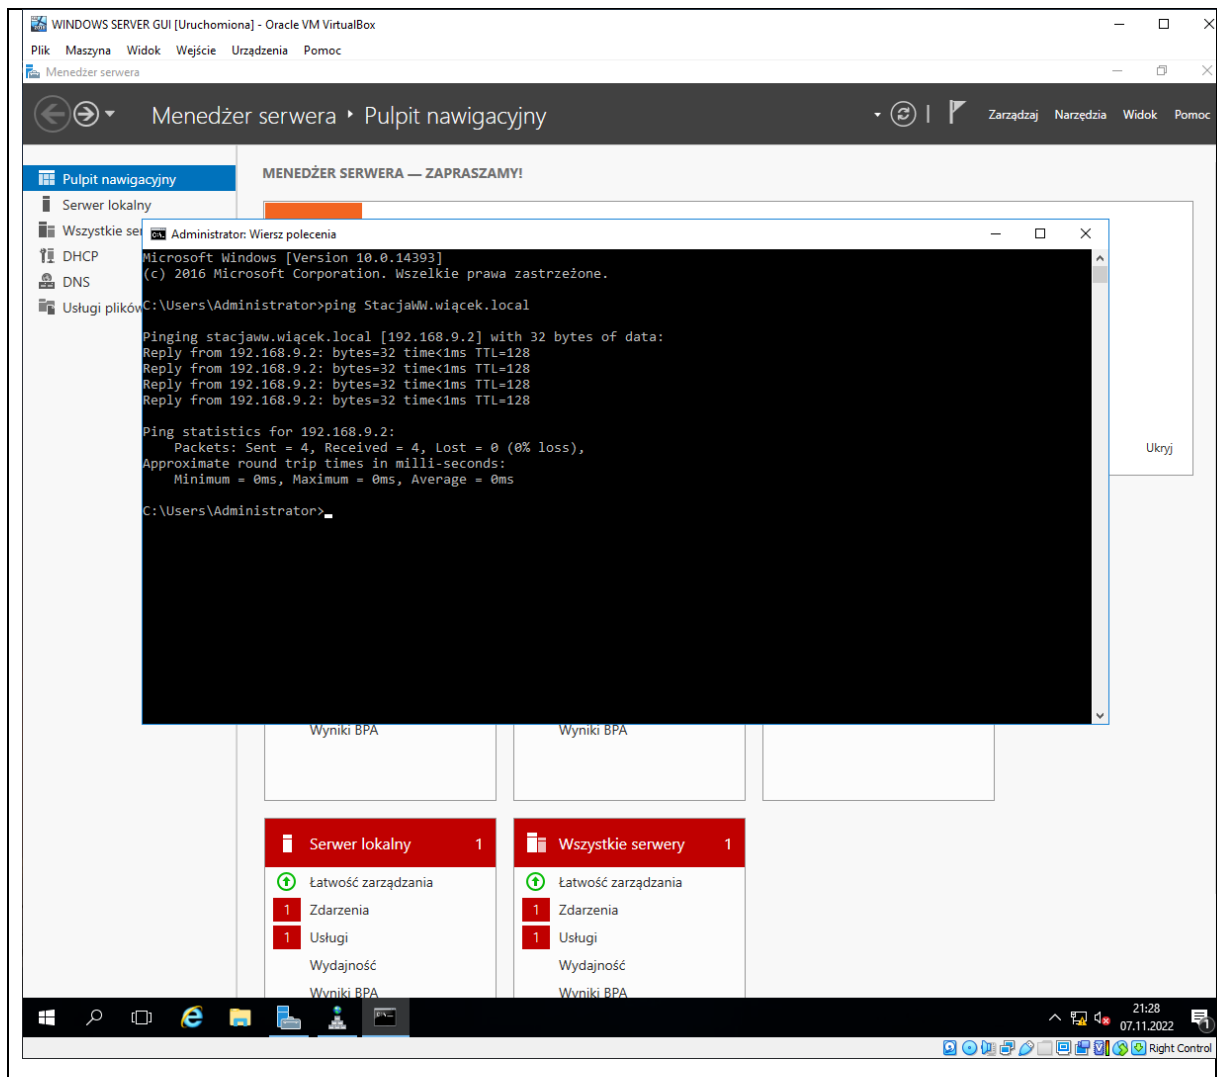 WINDOWS SERVER GUI [Uruchomiona] - Oracle VM VirtualBox
Plik Maszyna Widok Wejście Urządzenia Pomoc
Menedżer serwera
Menedżer serwera Pulpit nawigacyjny
Zarządzaj Narzędzia Widok Pomoc
Pulpit nawigacyjny
Serwer lokalny
Wszystkie se
DHCP
DNS
Usługi plików
MENEDŻER SERWERA — ZAPRASZAMY!
Administrator: Wiersz polecenia
Microsoft Windows [Version 10.0.14393]
(c) 2016 Microsoft Corporation. Wszelkie prawa zastrzeżone.
C:\Users\Administrator>ping StacjaWW.wiącek.local
Pinging stacjaww.wiącek.local [192.168.9.2] with 32 bytes of data:
Reply from 192.168.9.2: bytes=32 time<1ms TTL=128
Reply from 192.168.9.2: bytes=32 time<1ms TTL=128
Reply from 192.168.9.2: bytes=32 time<1ms TTL=128
Reply from 192.168.9.2: bytes=32 time<1ms TTL=128
Ping statistics for 192.168.9.2:
Packets: Sent = 4, Received = 4, Lost = 0 (0% loss),
Approximate round trip times in milli-seconds:
Minimum = 0ms, Maximum = 0ms, Average = 0ms
C:\Users\Administrator>
Ukryj
Wyniki BPA
Wyniki BPA
Serwer lokalny 1
Łatwość zarządzania
1 Zdarzenia
1 Usługi
Wydajność
Wyniki BPA
Wszystkie serwery 1
Łatwość zarządzania
1 Zdarzenia
1 Usługi
Wydajność
Wyniki BPA
21:28
07.11.2022
1
Right Control